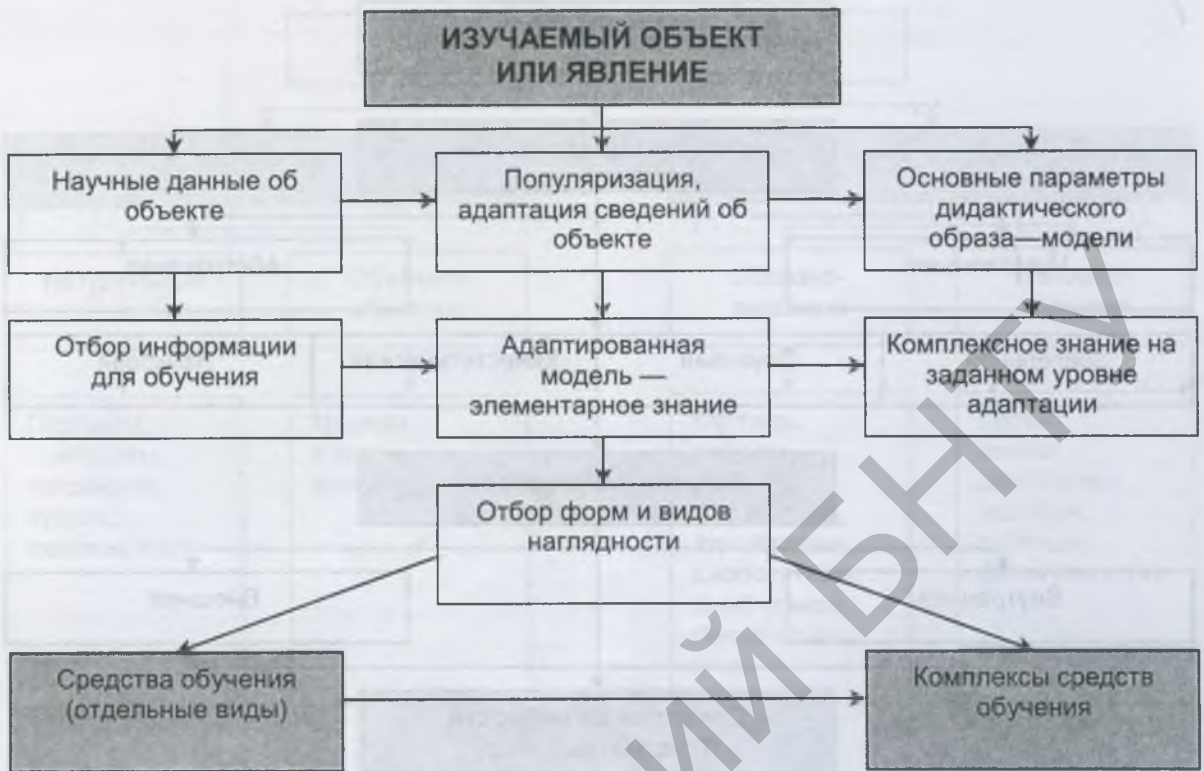 ИЗУЧАЕМЫЙ ОБЪЕКТ
ИЛИ ЯВЛЕНИЕ
Научные данные об
объекте
Популяризация,
адаптация сведений об
объекте
Основные параметры
дидактического
образа—модели
Отбор информации
для обучения
Адаптированная
модель —
элементарное знание
Комплексное знание на
заданном уровне
адаптации
Отбор форм и видов
наглядности
Средства обучения
(отдельные виды)
Комплексы средств
обучения
ИЙ БНТУ